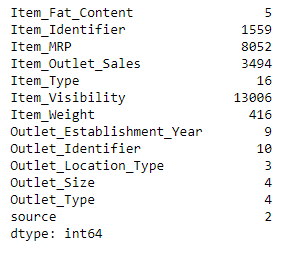 Item_Fat_Content 5
Item_Identifier 1559
Item_MRP 8052
Item_Outlet_Sales 3494
Item_Type 16
Item_Visibility 13006
Item_Weight 416
Outlet_Establishment_Year 9
Outlet_Identifier 10
Outlet_Location_Type 3
Outlet_Size 4
Outlet_Type 4
source 2
dtype: int64